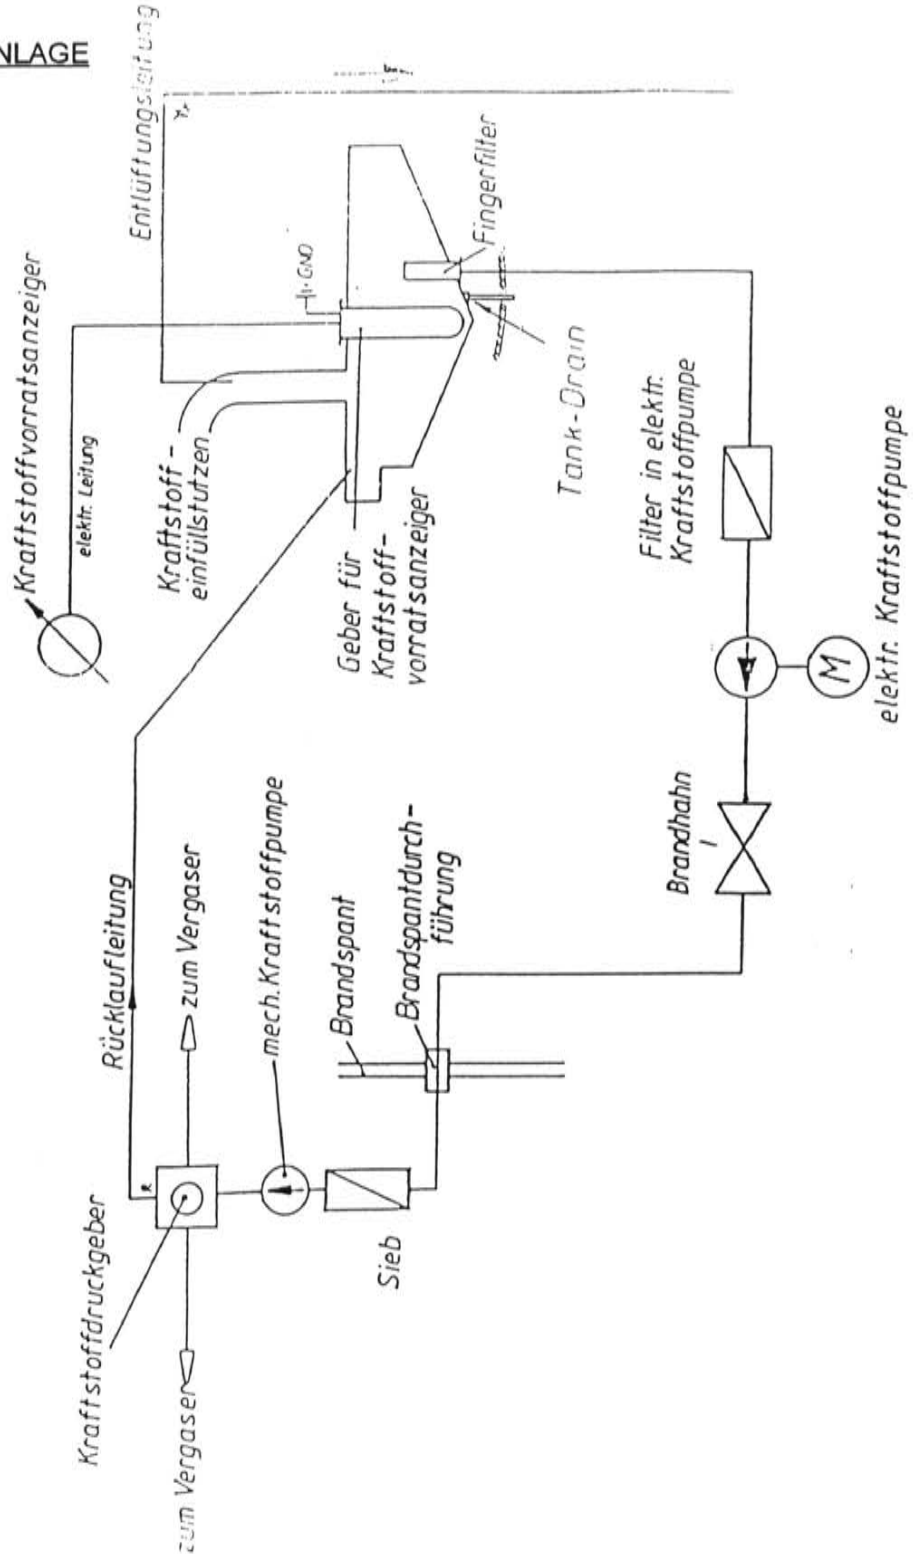 NLAGE
Entlüftungsleitung
Kraftstoffvorratsanzeiger
elektr. Leitung
GND
Fingerfilter
Kraftstoff-
einfüllstutzen
Tank-Drain
Geber für
Kraftstoff-
vorratsanzeiger
Filter in elektr.
Kraftstoffpumpe
M
elektr. Kraftstoffpumpe
Brandhahn
Rücklaufleitung
zum Vergaser
mech. Kraftstoffpumpe
Brandspant
Brandspantdurch-
führung
R
Kraftstoffdruckgeber
Sieb
zum Vergaser